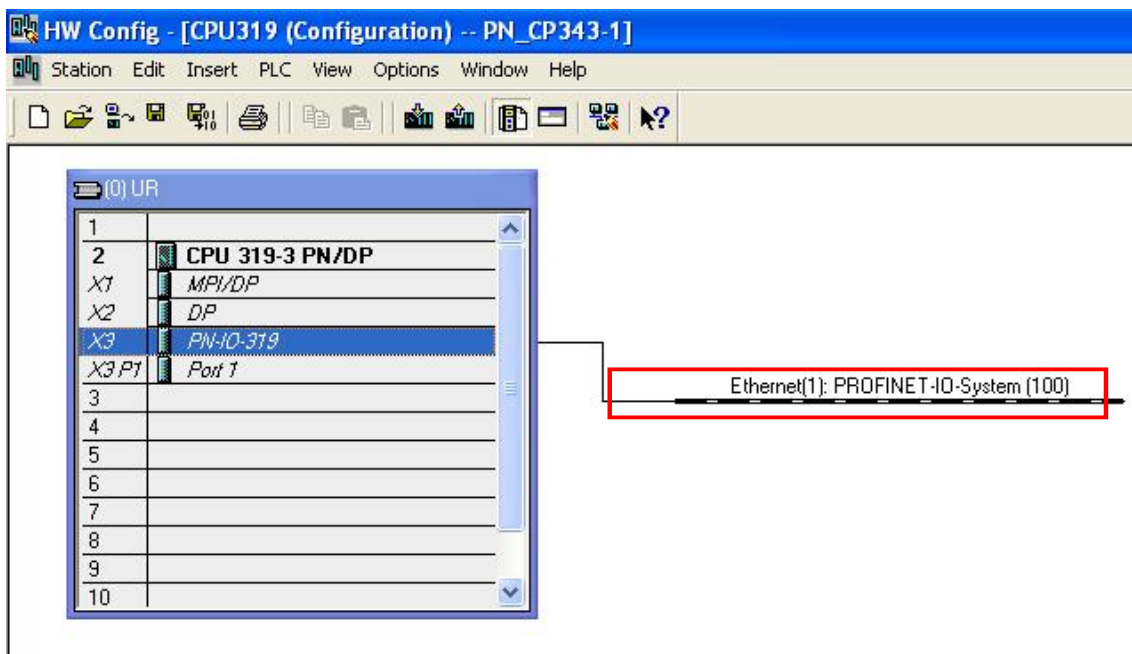 HW Config - [CPU319 (Configuration) -- PN_CP343-1]
Station Edit Insert PLC View Options Window Help
(0) UR
1
2 CPU 319-3 PN/DP
X1 MPI/DP
X2 DP
X3 PN-IO-319
X3 P1 Port 1
Ethernet(1): PROFINET-IO-System (100)
3
4
5
6
7
8
9
10